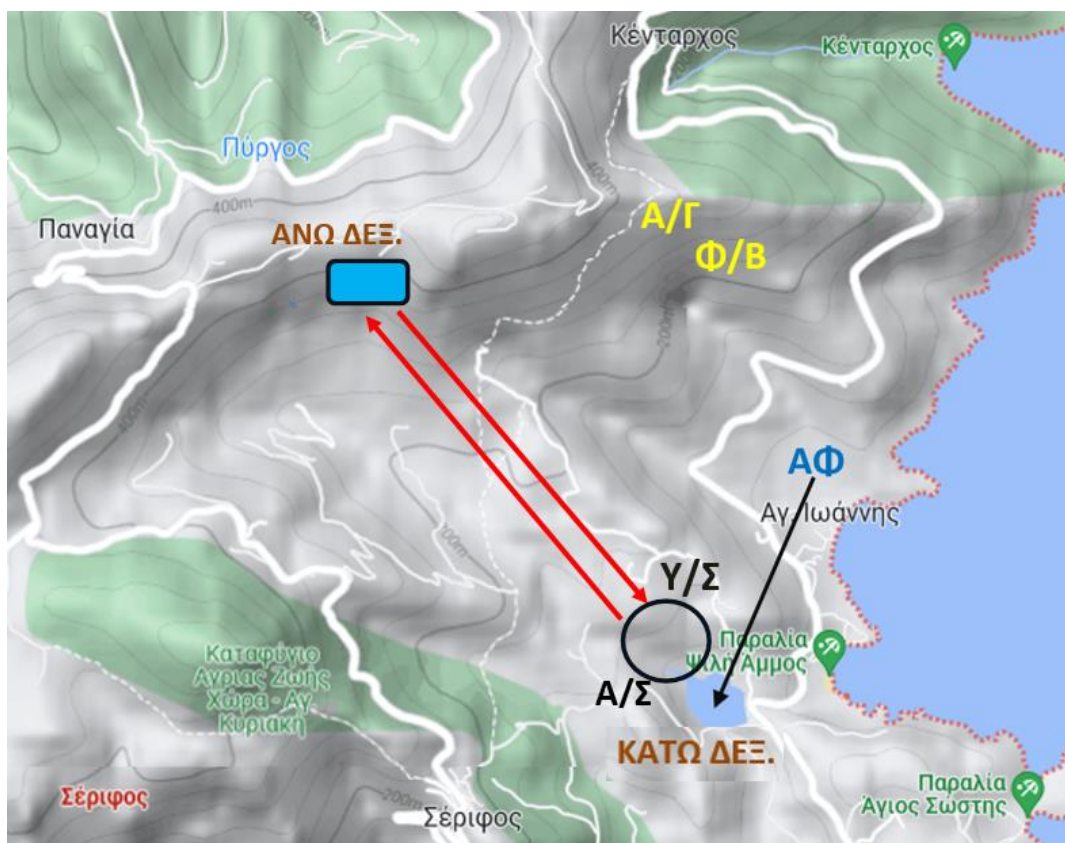 Κένταρχος
Κένταρχος
Πύργος
400m
400m
Παναγία
Α/Γ
ΑΝΩ ΔΕΞ.
Φ/Β
200m
400m
ΑΦ
Αγ. Ιωάννης
Υ/Σ
Παραλία
Ψιλή Άμμος
Καταφύγιο
Άγριας Ζωής
Χώρα - Αγ.
Κυριακή
Α/Σ
ΚΑΤΩ ΔΕΞ.
Σέριφος
200m
Σέριφος
Παραλία
Άγιος Σώστης